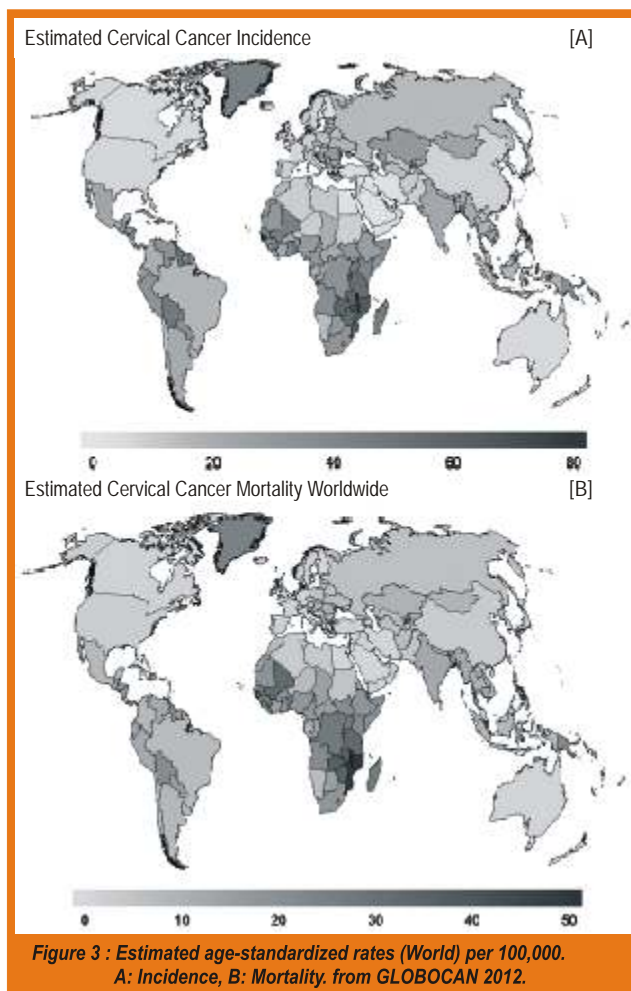 Estimated Cervical Cancer Incidence [A]
0 20 40 60 80
Estimated Cervical Cancer Mortality Worldwide [B]
0 10 20 30 40 50
Figure 3 : Estimated age-standardized rates (World) per 100,000.
A: Incidence, B: Mortality. from GLOBOCAN 2012.